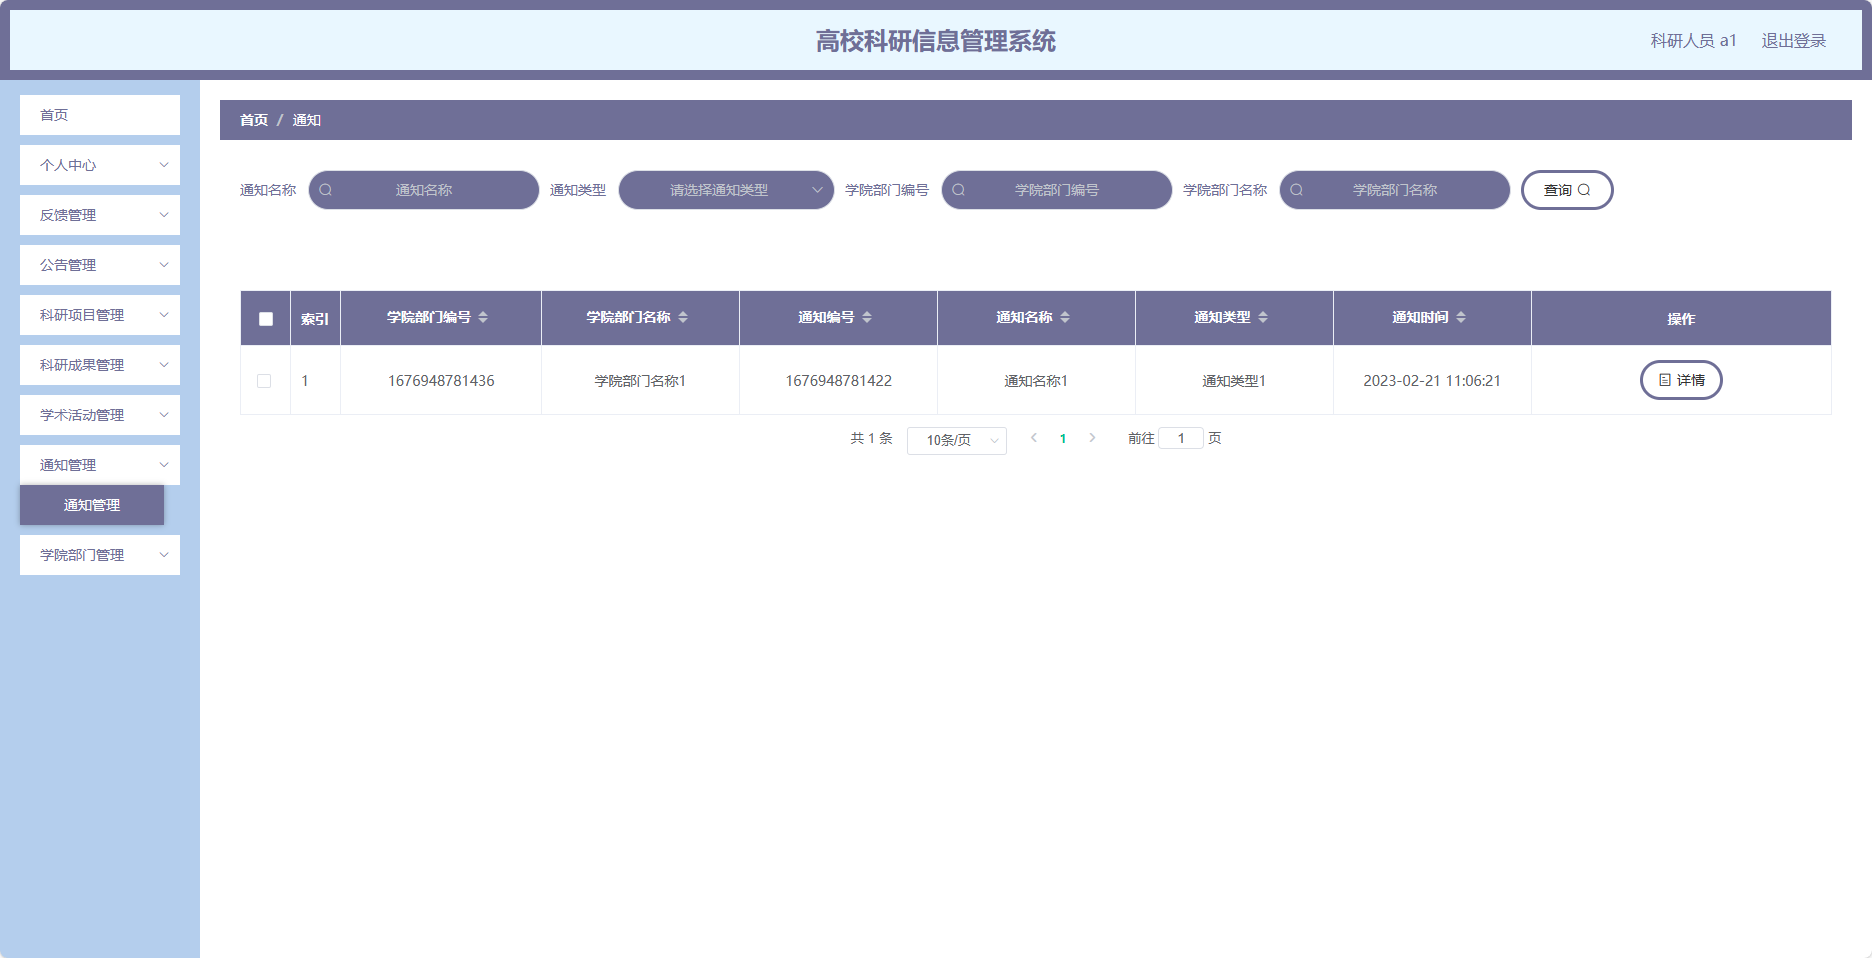 高校科研信息管理系统
科研人员 a1 退出登录
首页
个人中心
反馈管理
公告管理
科研项目管理
科研成果管理
学术活动管理
通知管理
通知管理
学院部门管理
首页 / 通知
通知名称 通知名称 通知类型 请选择通知类型 学院部门编号 学院部门编号 学院部门名称 学院部门名称 查询
索引 学院部门编号 学院部门名称 通知编号 通知名称 通知类型 通知时间 操作
1 1676948781436 学院部门名称1 1676948781422 通知名称1 通知类型1 2023-02-21 11:06:21 详情
共 1 条 10条/页 1 前往 1 页